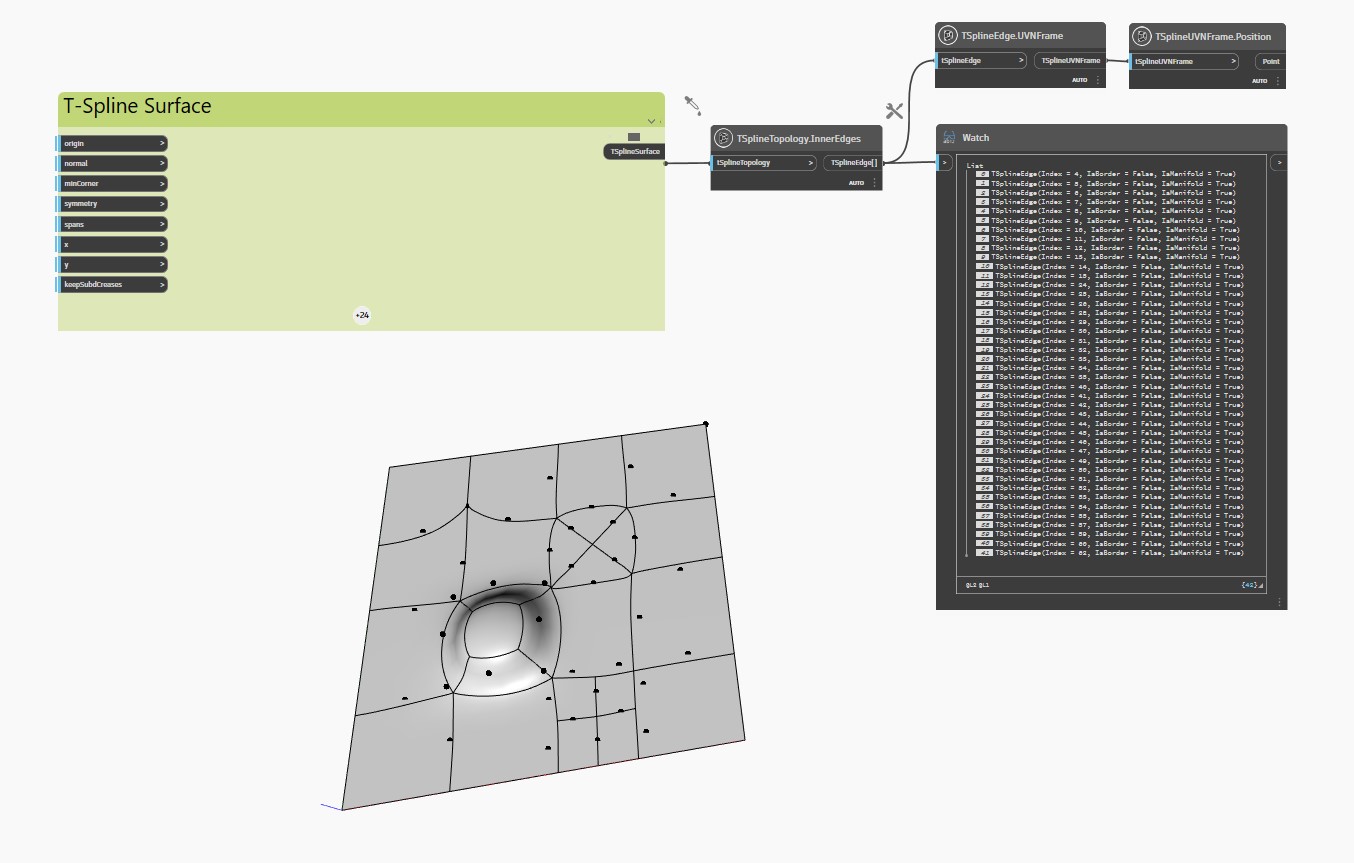 TSplineEdge.UVNFrame
TSplineUVNFrame.Position
tSplineEdge >
TSplineUVNFrame
tSplineUVNFrame >
Point
AUTO
AUTO
T-Spline Surface
origin >
normal >
minCorner >
symmetry >
spans >
x >
y >
keepSubdCreases >
TSplineSurface
+24
TSplineTopology.InnerEdges
tSplineTopology >
TSplineEdge[]
AUTO
Watch
>
>
List
0 TSplineEdge(Index = 4, IsBorder = False, IsManifold = True)
1 TSplineEdge(Index = 5, IsBorder = False, IsManifold = True)
2 TSplineEdge(Index = 6, IsBorder = False, IsManifold = True)
3 TSplineEdge(Index = 7, IsBorder = False, IsManifold = True)
4 TSplineEdge(Index = 8, IsBorder = False, IsManifold = True)
5 TSplineEdge(Index = 9, IsBorder = False, IsManifold = True)
6 TSplineEdge(Index = 10, IsBorder = False, IsManifold = True)
7 TSplineEdge(Index = 11, IsBorder = False, IsManifold = True)
8 TSplineEdge(Index = 12, IsBorder = False, IsManifold = True)
9 TSplineEdge(Index = 13, IsBorder = False, IsManifold = True)
10 TSplineEdge(Index = 14, IsBorder = False, IsManifold = True)
11 TSplineEdge(Index = 15, IsBorder = False, IsManifold = True)
12 TSplineEdge(Index = 24, IsBorder = False, IsManifold = True)
13 TSplineEdge(Index = 25, IsBorder = False, IsManifold = True)
14 TSplineEdge(Index = 26, IsBorder = False, IsManifold = True)
15 TSplineEdge(Index = 28, IsBorder = False, IsManifold = True)
16 TSplineEdge(Index = 29, IsBorder = False, IsManifold = True)
17 TSplineEdge(Index = 30, IsBorder = False, IsManifold = True)
18 TSplineEdge(Index = 31, IsBorder = False, IsManifold = True)
19 TSplineEdge(Index = 32, IsBorder = False, IsManifold = True)
20 TSplineEdge(Index = 33, IsBorder = False, IsManifold = True)
21 TSplineEdge(Index = 34, IsBorder = False, IsManifold = True)
22 TSplineEdge(Index = 35, IsBorder = False, IsManifold = True)
23 TSplineEdge(Index = 40, IsBorder = False, IsManifold = True)
24 TSplineEdge(Index = 41, IsBorder = False, IsManifold = True)
25 TSplineEdge(Index = 42, IsBorder = False, IsManifold = True)
26 TSplineEdge(Index = 43, IsBorder = False, IsManifold = True)
27 TSplineEdge(Index = 44, IsBorder = False, IsManifold = True)
28 TSplineEdge(Index = 45, IsBorder = False, IsManifold = True)
29 TSplineEdge(Index = 46, IsBorder = False, IsManifold = True)
30 TSplineEdge(Index = 47, IsBorder = False, IsManifold = True)
31 TSplineEdge(Index = 49, IsBorder = False, IsManifold = True)
32 TSplineEdge(Index = 50, IsBorder = False, IsManifold = True)
33 TSplineEdge(Index = 51, IsBorder = False, IsManifold = True)
34 TSplineEdge(Index = 52, IsBorder = False, IsManifold = True)
35 TSplineEdge(Index = 53, IsBorder = False, IsManifold = True)
36 TSplineEdge(Index = 54, IsBorder = False, IsManifold = True)
37 TSplineEdge(Index = 55, IsBorder = False, IsManifold = True)
38 TSplineEdge(Index = 57, IsBorder = False, IsManifold = True)
39 TSplineEdge(Index = 59, IsBorder = False, IsManifold = True)
40 TSplineEdge(Index = 60, IsBorder = False, IsManifold = True)
41 TSplineEdge(Index = 62, IsBorder = False, IsManifold = True)
@L2 @L1
{42}